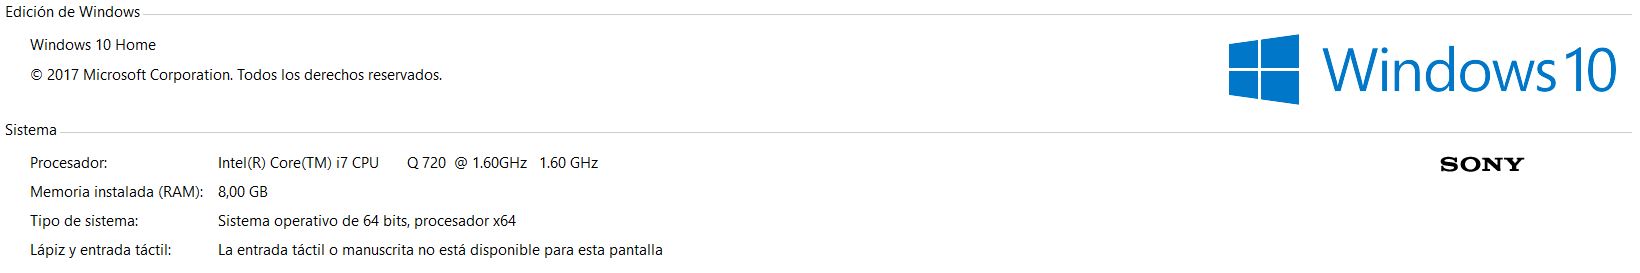 Edición de Windows
Windows 10 Home
© 2017 Microsoft Corporation. Todos los derechos reservados.
Windows 10
Sistema
Procesador: Intel(R) Core(TM) i7 CPU Q 720 @ 1.60GHz 1.60 GHz
SONY
Memoria instalada (RAM): 8,00 GB
Tipo de sistema: Sistema operativo de 64 bits, procesador x64
Lápiz y entrada táctil: La entrada táctil o manuscrita no está disponible para esta pantalla